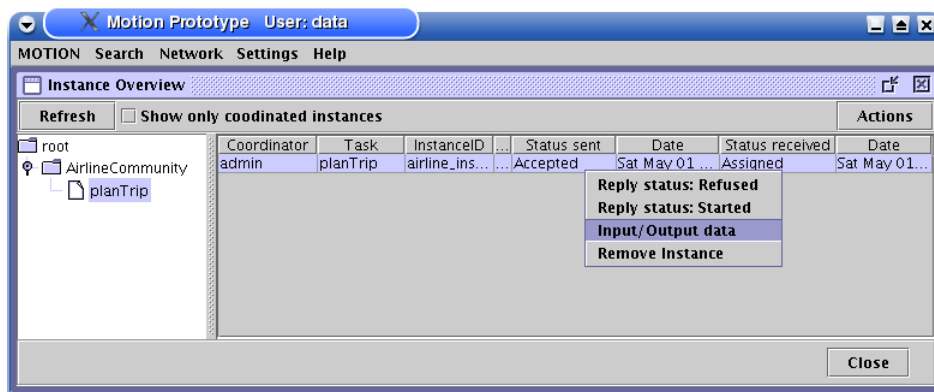 Motion Prototype User: data
MOTION Search Network Settings Help
Instance Overview
Refresh Show only coodinated instances Actions
root
AirlineCommunity
planTrip
Coordinator Task InstanceID ... Status sent Date Status received Date
admin planTrip airline_ins... ... Accepted Sat May 01 ... Assigned Sat May 01...
Reply status: Refused
Reply status: Started
Input/Output data
Remove Instance
Close